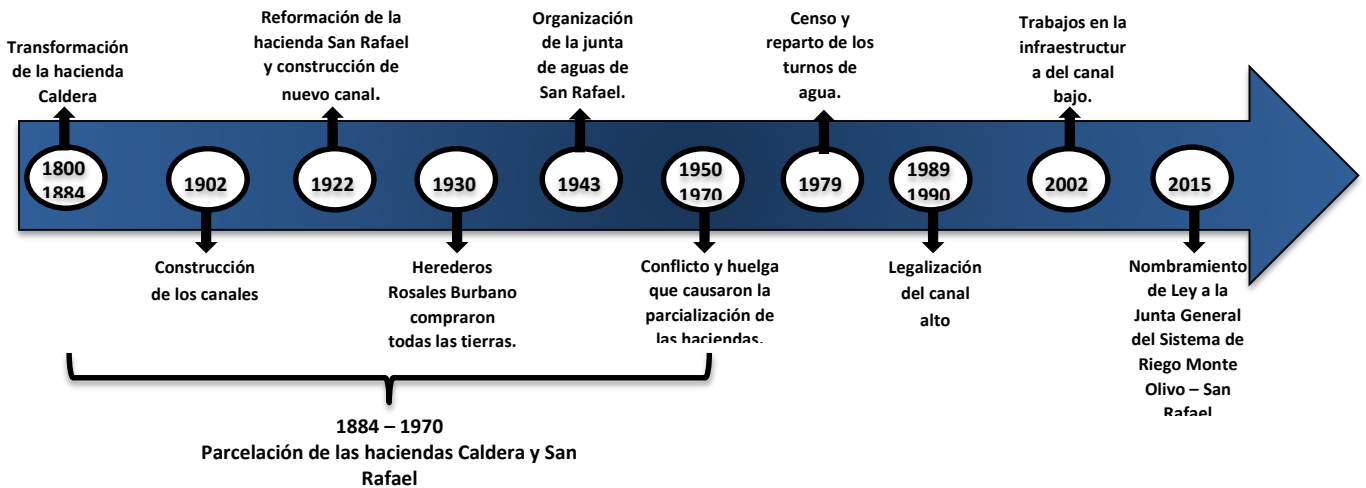 Transformación
de la hacienda
Caldera
Reformación de la
hacienda San Rafael
y construcción de
nuevo canal.
Organización
de la junta
de aguas de
San Rafael.
Censo y
reparto de los
turnos de
agua.
Trabajos en la
infraestructur
a del canal
bajo.
1800
1884
1902
1922
1930
1943
1950
1970
1979
1989
1990
2002
2015
Construcción
de los canales
Herederos
Rosales Burbano
compraron
todas las tierras.
Conflicto y huelga
que causaron la
parcialización de
las haciendas.
Legalización
del canal
alto
Nombramiento
de Ley a la
Junta General
del Sistema de
Riego Monte
Olivo – San
Rafael
1884 – 1970
Parcelación de las haciendas Caldera y San
Rafael